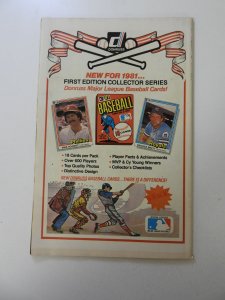 DONRUSS
NEW FOR 1981...
FIRST EDITION COLLECTOR SERIES
Donruss Major League Baseball Cards!
BASEBALL
• 18 Cards per Pack
• Over 600 Players
• Top Quality Photos
• Distinctive Design
• Player Facts & Achievements
• MVP & Cy Young Winners
• Collector's Checklists
NEW DONRUSS BASEBALL CARDS...THERE IS A DIFFERENCE!